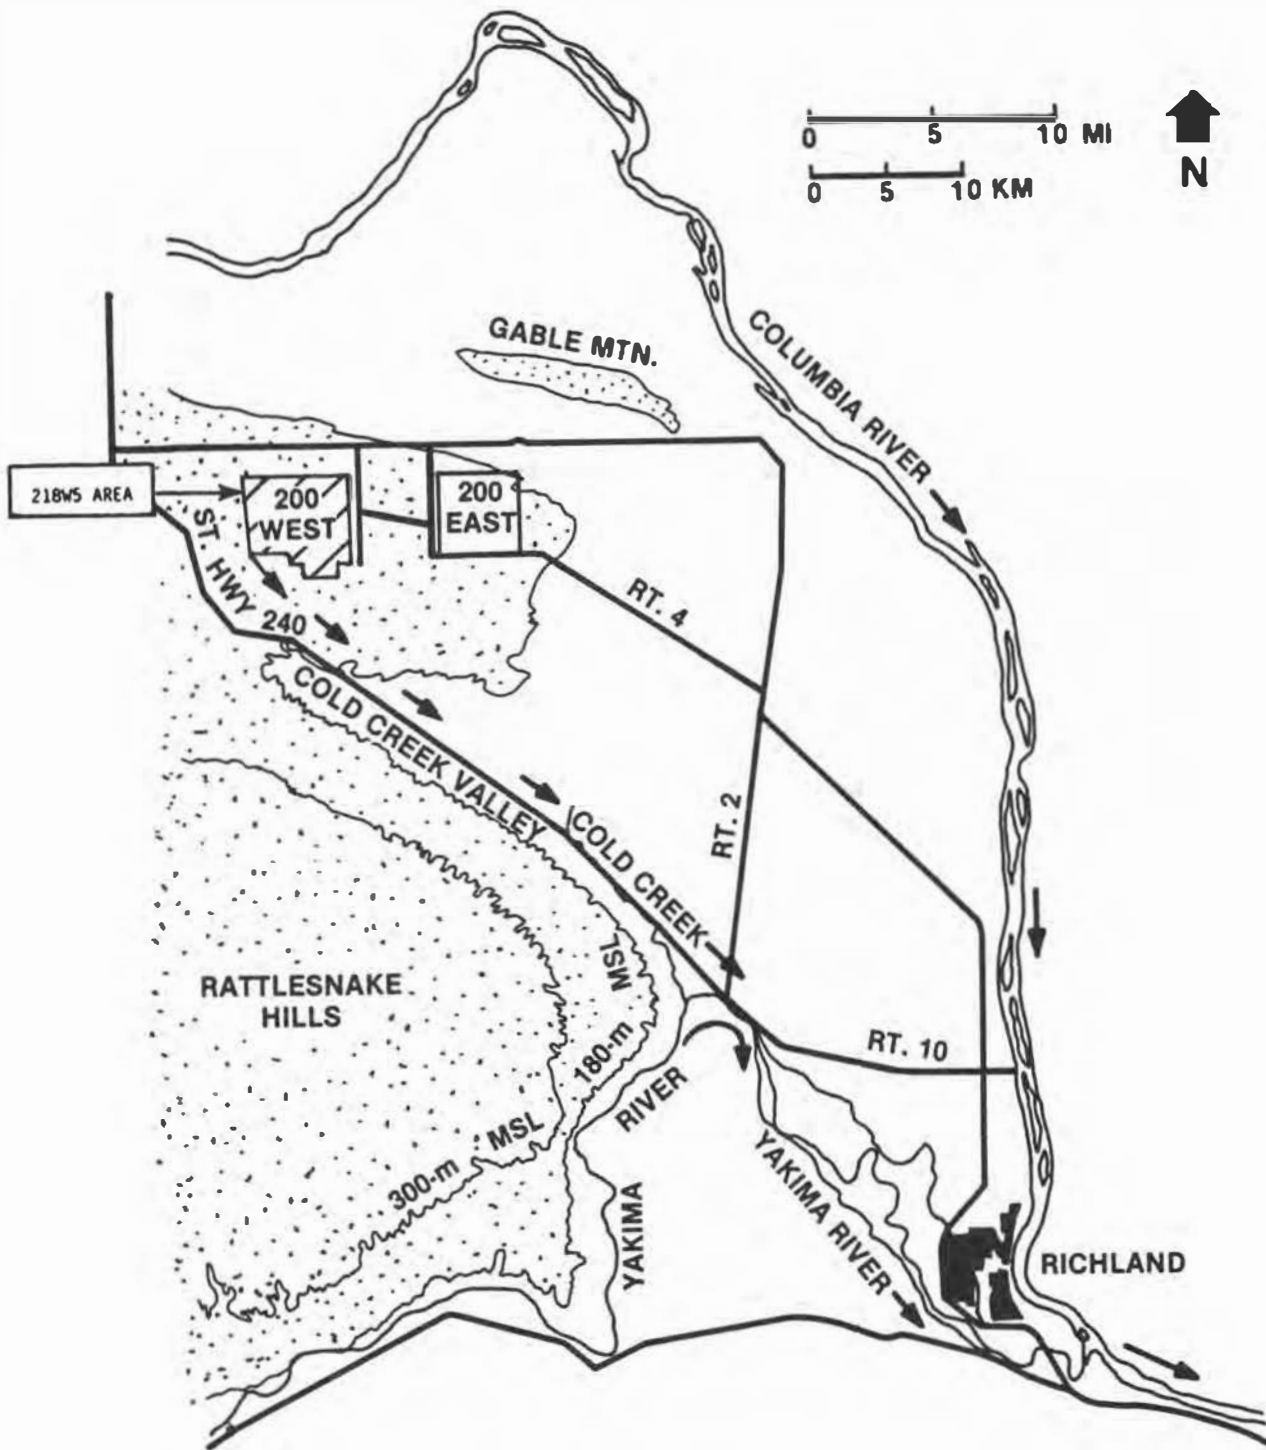 0 5 10 MI
0 5 10 KM
N
GABLE MTN.
COLUMBIA RIVER
218W5 AREA
200
WEST
200
EAST
ST. HWY 240
RT. 4
COLD CREEK VALLEY
COLD CREEK
RT. 2
MSL
180-m
RATTLESNAKE
HILLS
RT. 10
RIVER
300-m MSL
YAKIMA
YAKIMA RIVER
RICHLAND